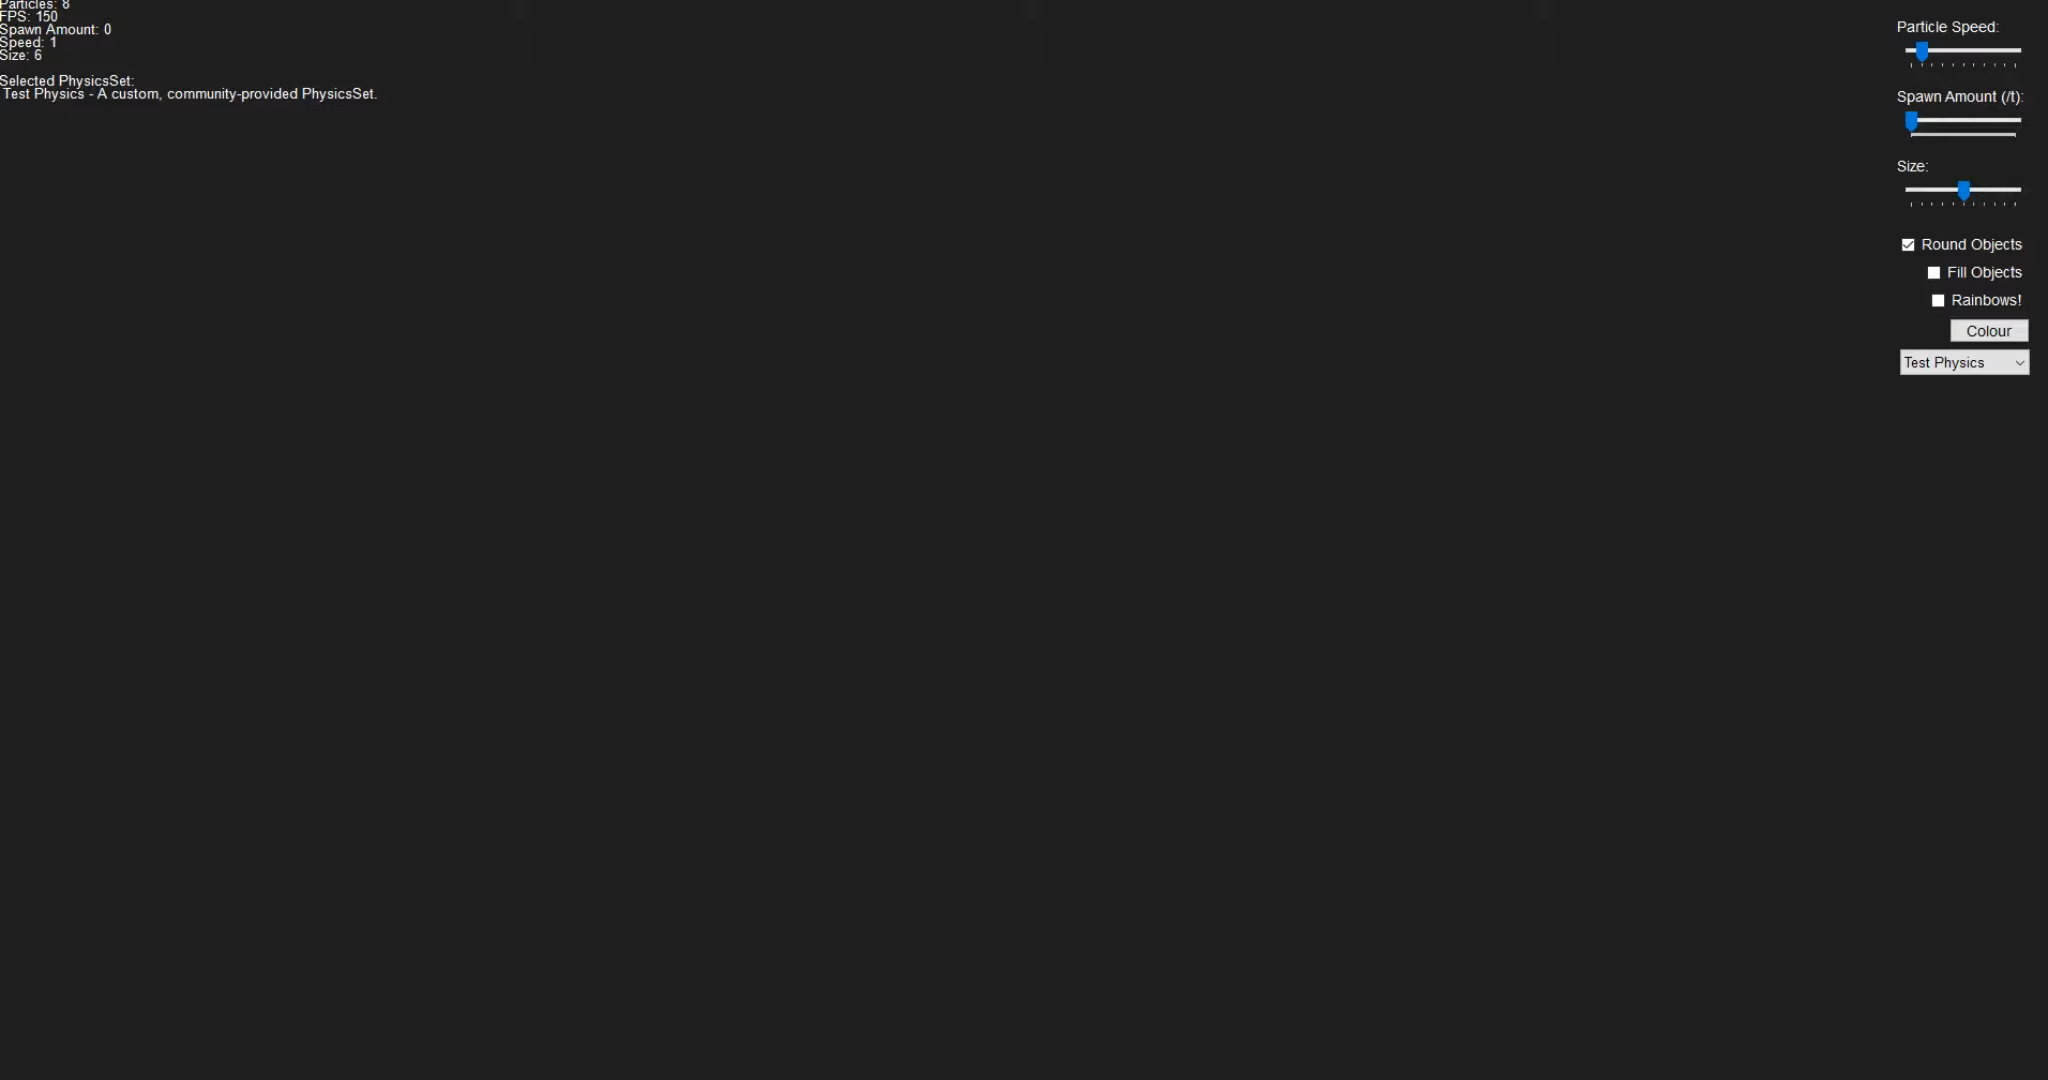 Particles: 8
FPS: 150
Spawn Amount: 0
Speed: 1
Size: 6
Selected PhysicsSet:
Test Physics - A custom, community-provided PhysicsSet.
Particle Speed:
Spawn Amount (/t):
Size:
Round Objects
Fill Objects
Rainbows!
Colour
Test Physics